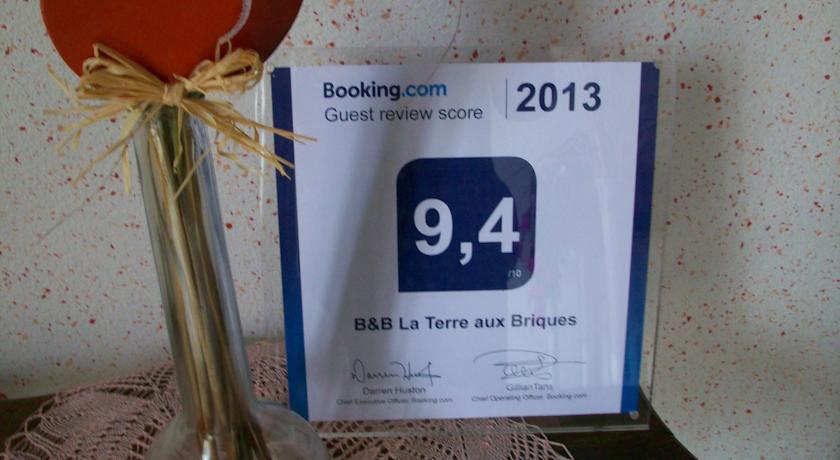 Booking.com
Guest review score
2013
9,4
/10
B&B La Terre aux Briques
Darren Huston
Chief Executive Officer, Booking.com
Gillian Tans
Chief Operating Officer, Booking.com